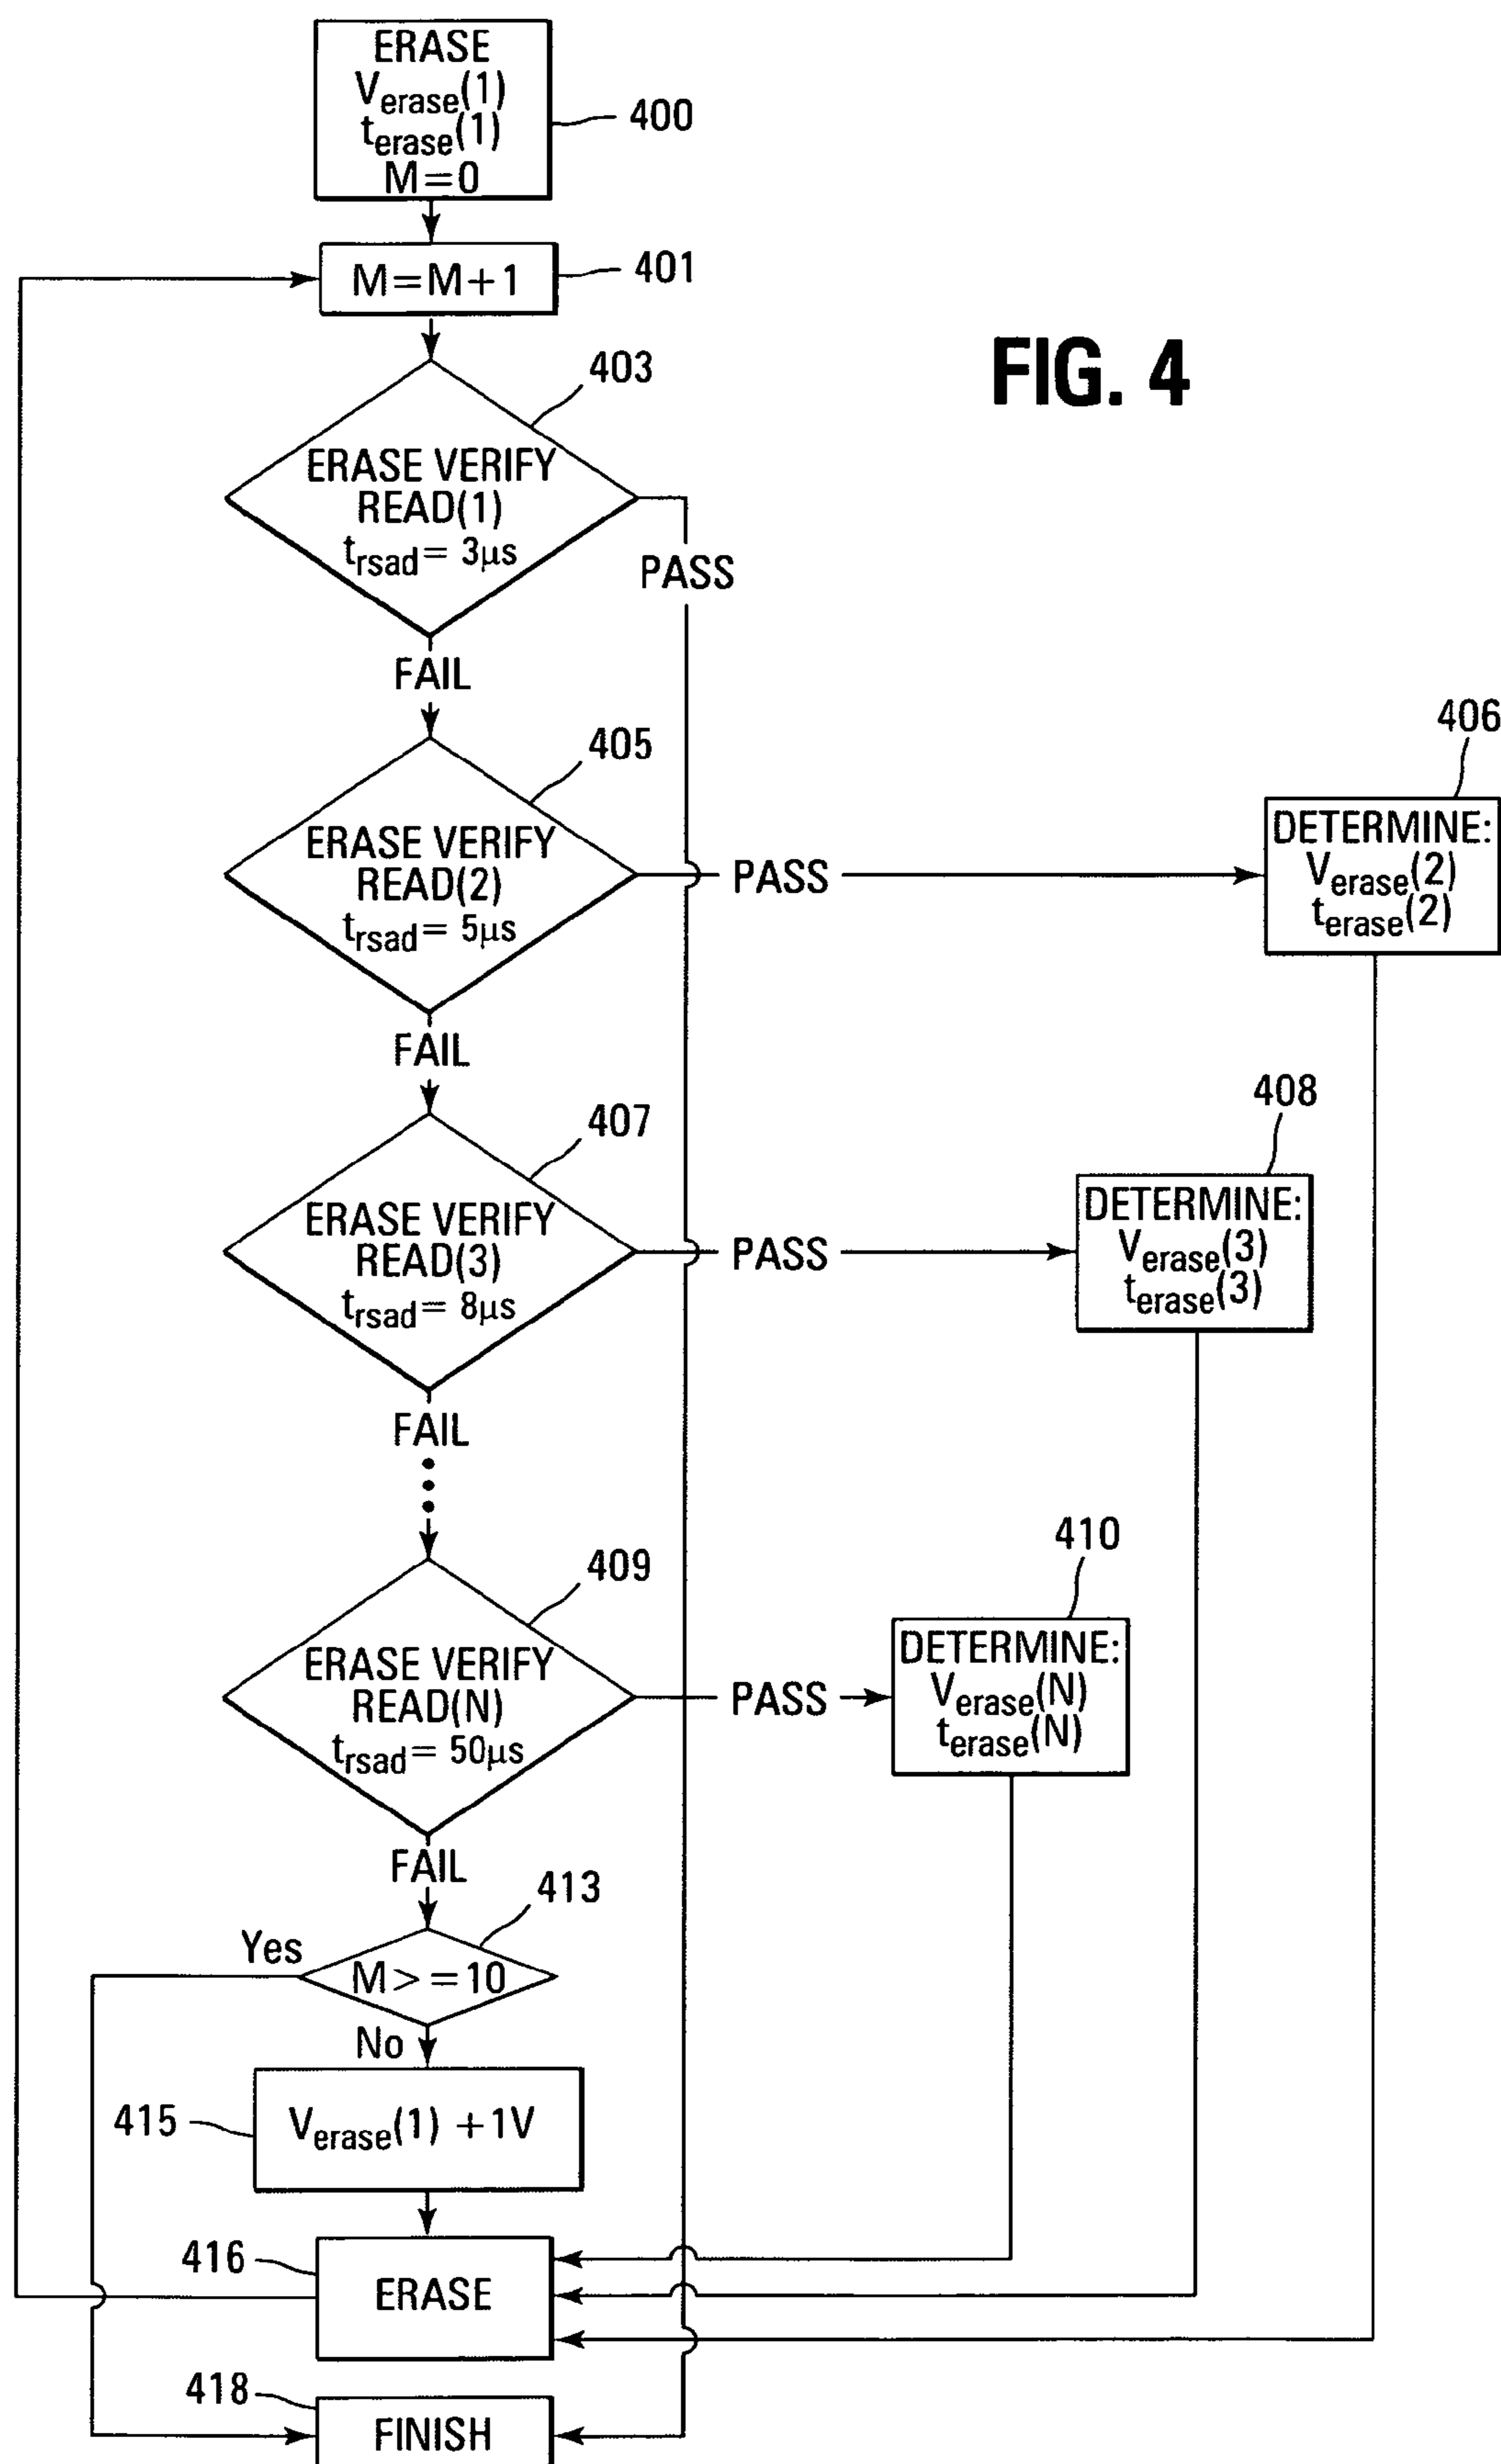 ERASE
Verase(1)
terase(1)
M=0
400
M=M+1
401
FIG. 4
403
ERASE VERIFY
READ(1)
trsad= 3µs
PASS
FAIL
405
ERASE VERIFY
READ(2)
trsad= 5µs
PASS
406
DETERMINE:
Verase(2)
terase(2)
FAIL
407
ERASE VERIFY
READ(3)
trsad= 8µs
PASS
408
DETERMINE:
Verase(3)
terase(3)
FAIL
409
ERASE VERIFY
READ(N)
trsad= 50µs
PASS
410
DETERMINE:
Verase(N)
terase(N)
FAIL
413
Yes
M>=10
No
415
Verase(1) +1V
416
ERASE
418
FINISH